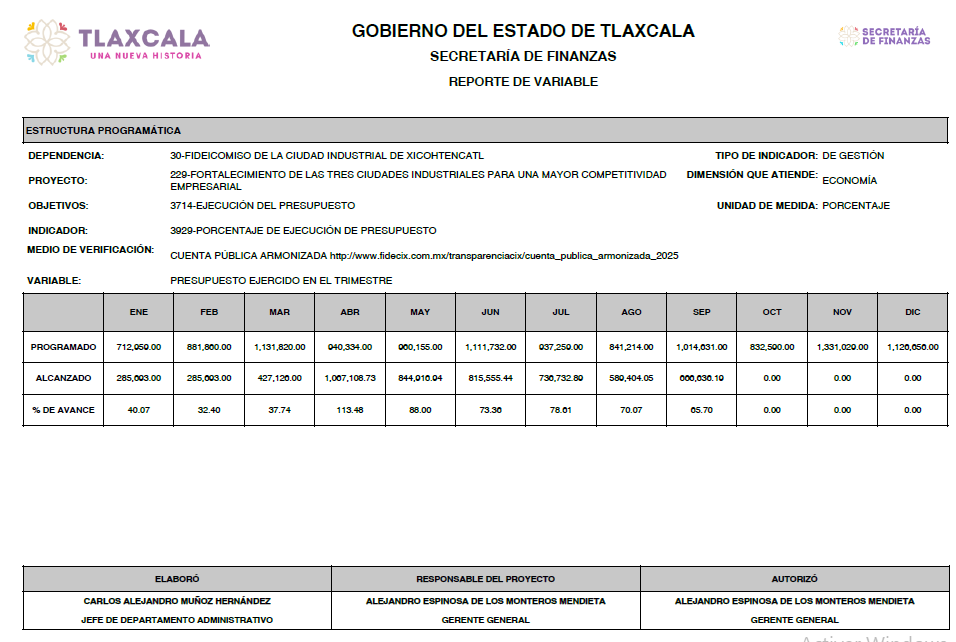 TLAXCALA
UNA NUEVA HISTORIA
GOBIERNO DEL ESTADO DE TLAXCALA
SECRETARÍA DE FINANZAS
REPORTE DE VARIABLE
SECRETARÍA
DE FINANZAS
ESTRUCTURA PROGRAMÁTICA
DEPENDENCIA: 30-FIDEICOMISO DE LA CIUDAD INDUSTRIAL DE XICOHTENCATL TIPO DE INDICADOR: DE GESTIÓN
PROYECTO: 229-FORTALECIMIENTO DE LAS TRES CIUDADES INDUSTRIALES PARA UNA MAYOR COMPETITIVIDAD
EMPRESARIAL DIMENSIÓN QUE ATIENDE: ECONOMÍA
OBJETIVOS: 3714-EJECUCIÓN DEL PRESUPUESTO UNIDAD DE MEDIDA: PORCENTAJE
INDICADOR: 3929-PORCENTAJE DE EJECUCIÓN DE PRESUPUESTO
MEDIO DE VERIFICACIÓN: CUENTA PÚBLICA ARMONIZADA http://www.fidecix.com.mx/transparenciacix/cuenta_publica_armonizada_2025
VARIABLE: PRESUPUESTO EJERCIDO EN EL TRIMESTRE
ENE FEB MAR ABR MAY JUN JUL AGO SEP OCT NOV DIC
PROGRAMADO 712,959.00 881,860.00 1,131,820.00 940,334.00 960,155.00 1,111,732.00 937,259.00 841,214.00 1,014,631.00 832,590.00 1,331,029.00 1,126,656.00
ALCANZADO 285,693.00 285,693.00 427,126.00 1,067,108.73 844,916.94 815,555.44 736,732.89 589,404.05 666,636.19 0.00 0.00 0.00
% DE AVANCE 40.07 32.40 37.74 113.48 88.00 73.36 78.61 70.07 65.70 0.00 0.00 0.00
ELABORÓ RESPONSABLE DEL PROYECTO AUTORIZÓ
CARLOS ALEJANDRO MUÑOZ HERNÁNDEZ ALEJANDRO ESPINOSA DE LOS MONTEROS MENDIETA ALEJANDRO ESPINOSA DE LOS MONTEROS MENDIETA
JEFE DE DEPARTAMENTO ADMINISTRATIVO GERENTE GENERAL GERENTE GENERAL